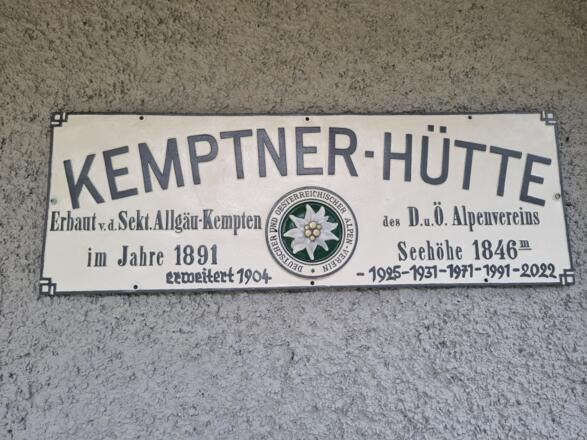 KEMPTNER-HÜTTE
Erbaut v. d. Sekt. Allgäu-Kempten
im Jahre 1891
erweitert 1904
DEUTSCHER UND OESTERREICHISCHER ALPEN-VEREIN
des D. u. Ö. Alpenvereins
Seehöhe 1846 m
- 1925-1931-1971-1991-2022